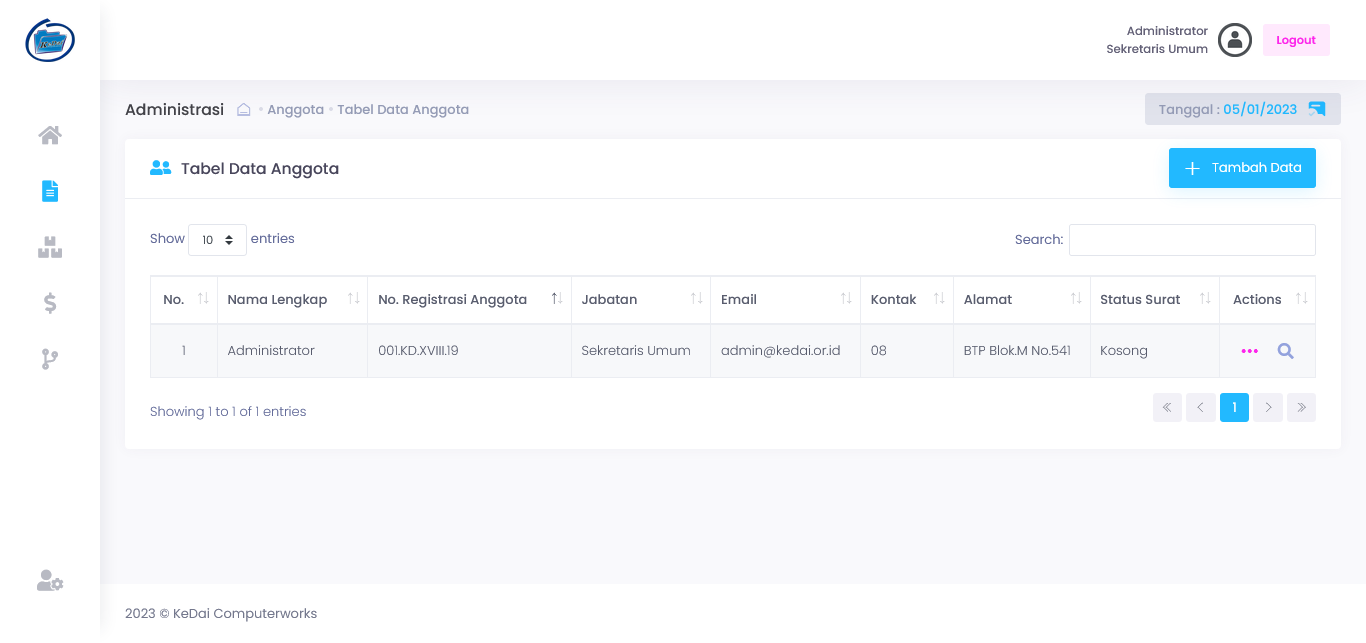 KeDai
Administrator
Sekretaris Umum
Logout
Administrasi Anggota Tabel Data Anggota
Tanggal : 05/01/2023
Tabel Data Anggota
Tambah Data
Show 10 entries
Search:
No. Nama Lengkap No. Registrasi Anggota Jabatan Email Kontak Alamat Status Surat Actions
1 Administrator 001.KD.XVIII.19 Sekretaris Umum admin@kedai.or.id 08 BTP Blok.M No.541 Kosong
Showing 1 to 1 of 1 entries
1
2023 © KeDai Computerworks